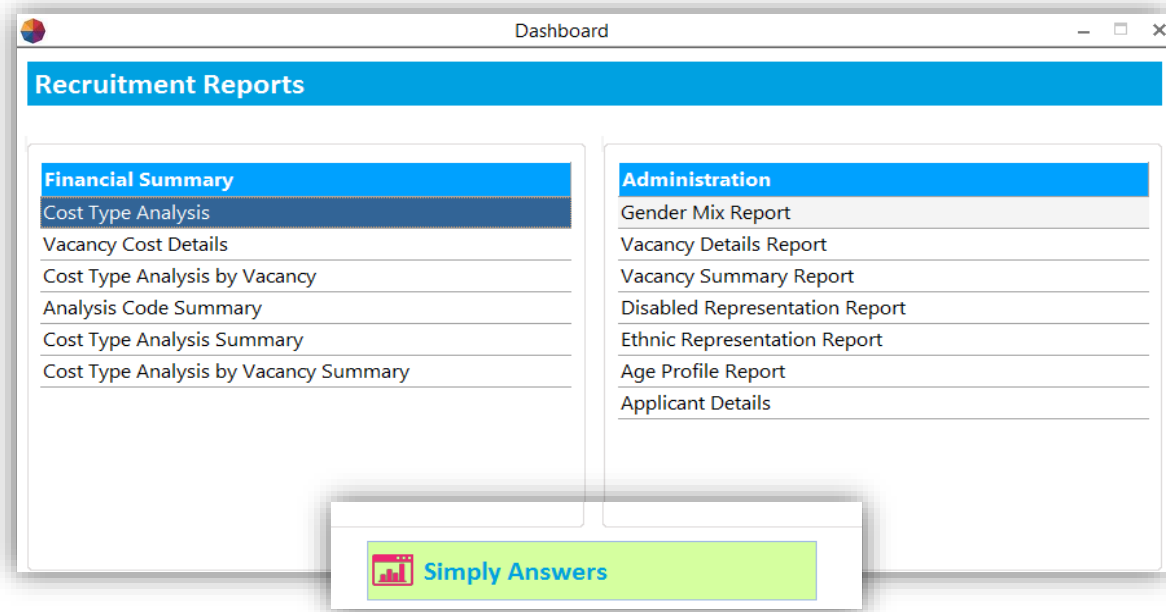 Dashboard
Recruitment Reports
Financial Summary
Cost Type Analysis
Vacancy Cost Details
Cost Type Analysis by Vacancy
Analysis Code Summary
Cost Type Analysis Summary
Cost Type Analysis by Vacancy Summary
Administration
Gender Mix Report
Vacancy Details Report
Vacancy Summary Report
Disabled Representation Report
Ethnic Representation Report
Age Profile Report
Applicant Details
Simply Answers